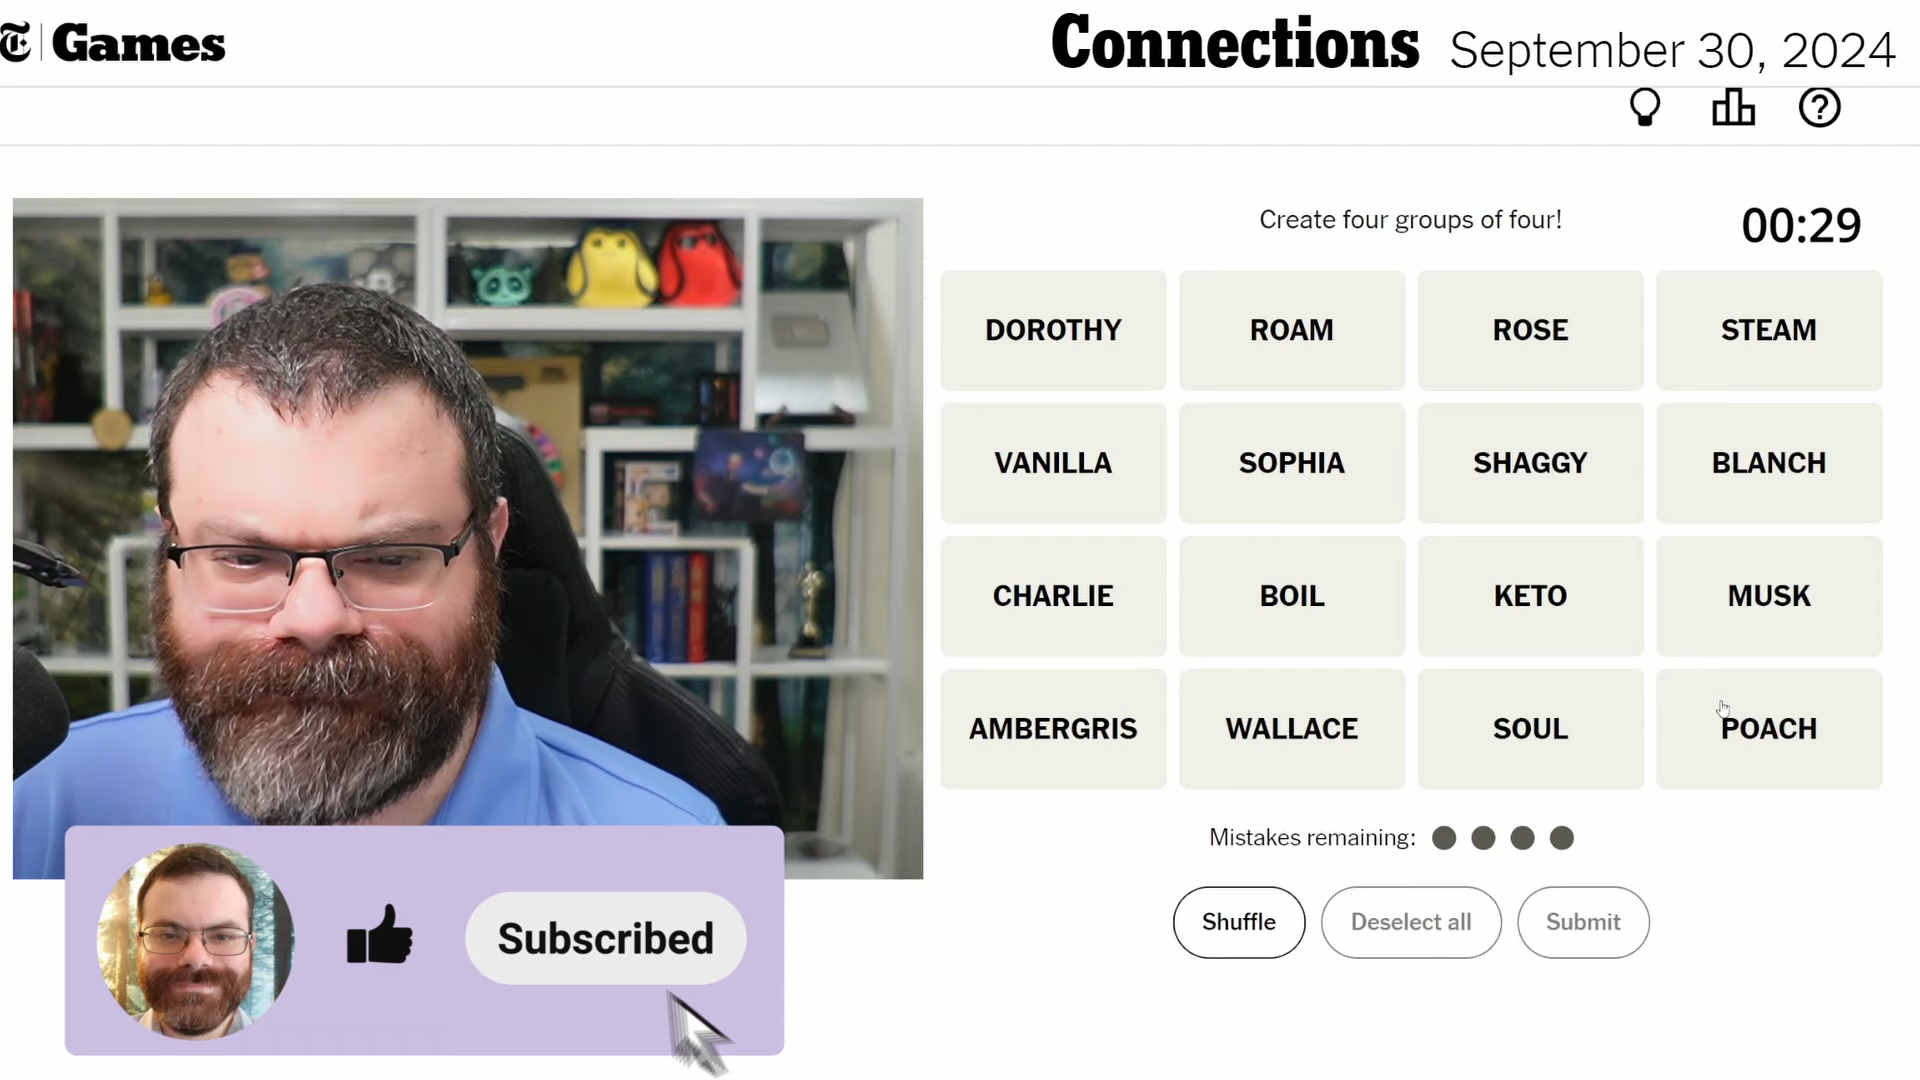 T Games
Connections September 30, 2024
Create four groups of four!
00:29
DOROTHY ROAM ROSE STEAM
VANILLA SOPHIA SHAGGY BLANCH
CHARLIE BOIL KETO MUSK
AMBERGRIS WALLACE SOUL POACH
Mistakes remaining:
Shuffle Deselect all Submit
Subscribed